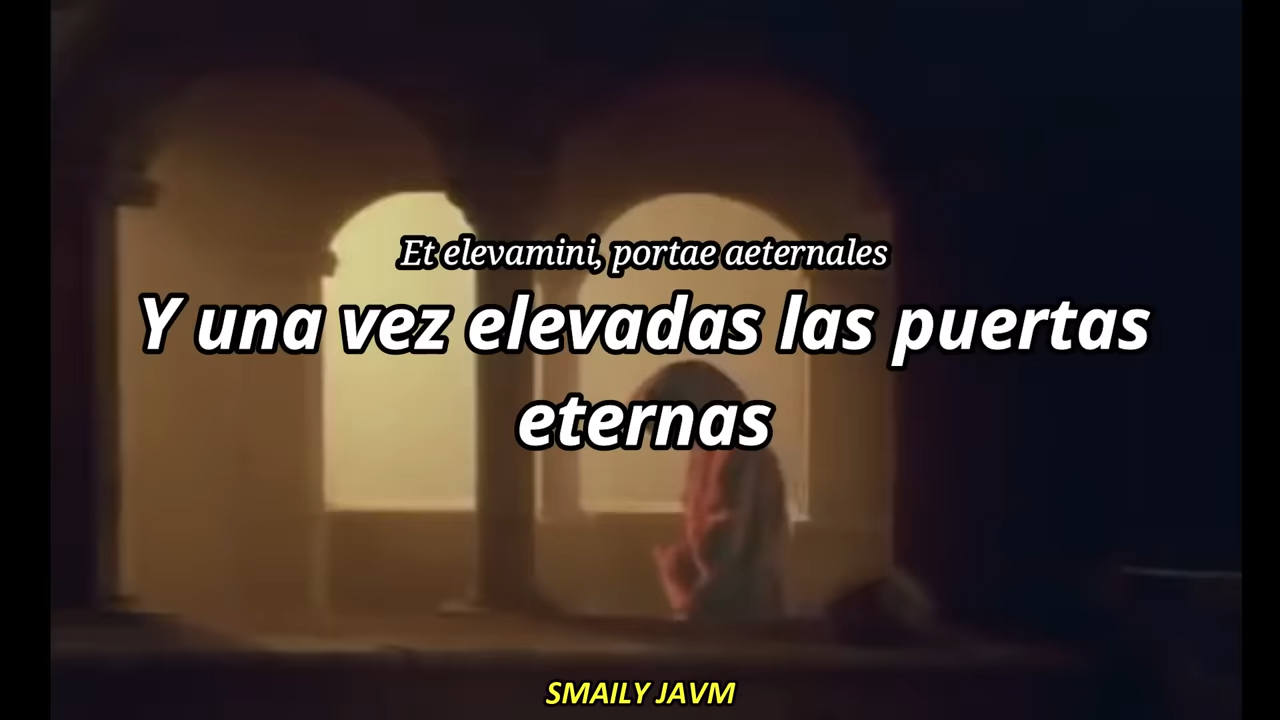 Et elevamini, portae aeternales
Y una vez elevadas las puertas
eternas
SMAILY JAVM